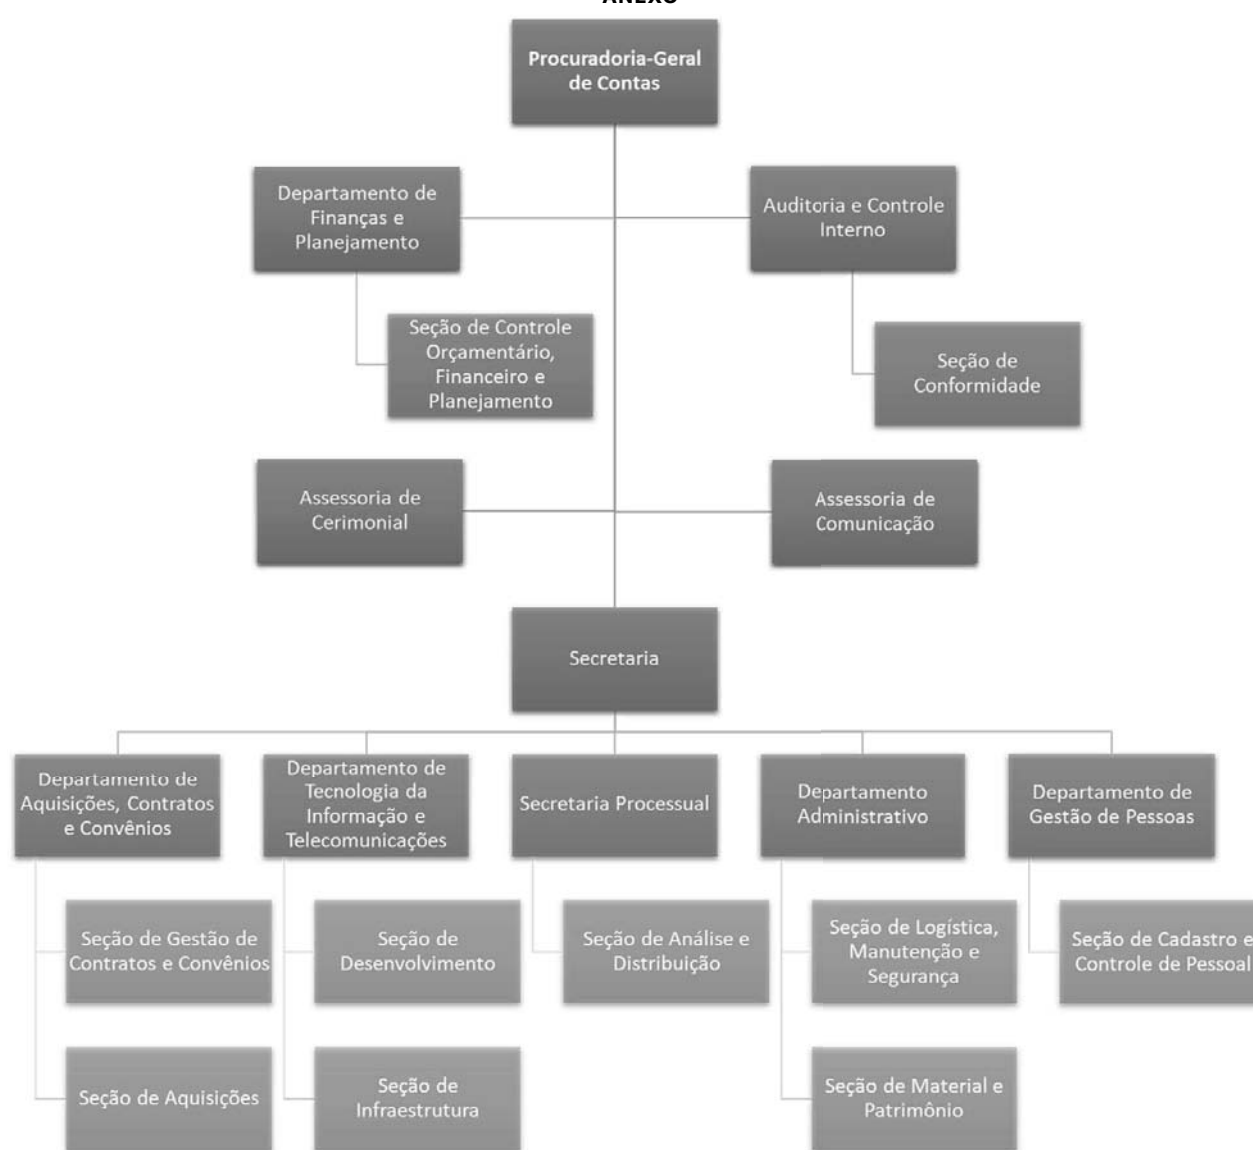 ANEXO
Procuradoria-Geral
de Contas
Departamento de
Finanças e
Planejamento
Auditoria e Controle
Interno
Seção de Controle
Orçamentário,
Financeiro e
Planejamento
Seção de
Conformidade
Assessoria de
Cerimonial
Assessoria de
Comunicação
Secretaria
Departamento de
Aquisições, Contratos
e Convênios
Departamento de
Tecnologia da
Informação e
Telecomunicações
Secretaria Processual
Departamento
Administrativo
Departamento de
Gestão de Pessoas
Seção de Gestão de
Contratos e Convênios
Seção de
Desenvolvimento
Seção de Análise e
Distribuição
Seção de Logística,
Manutenção e
Segurança
Seção de Cadastro e
Controle de Pessoal
Seção de Aquisições
Seção de
Infraestrutura
Seção de Material e
Patrimônio